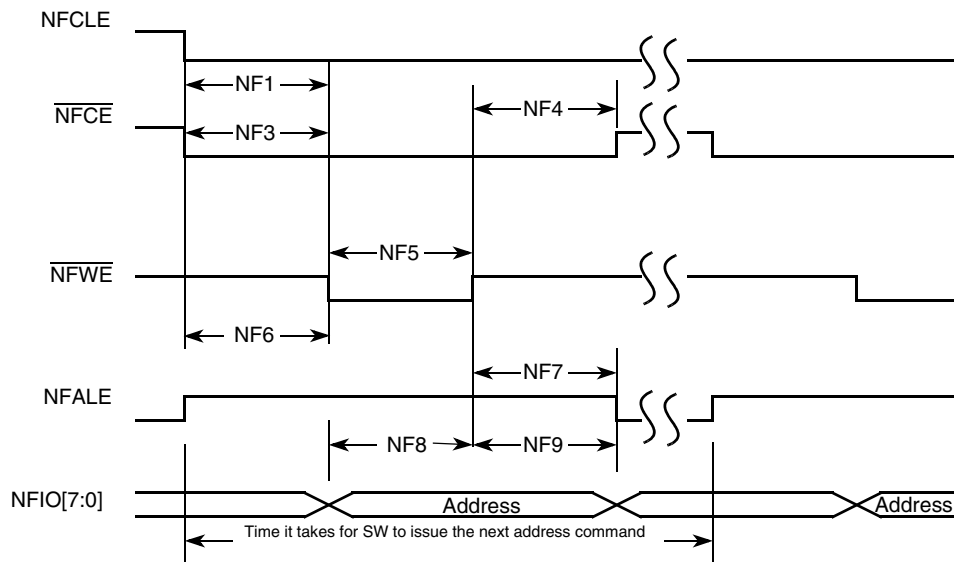 NFCLE
NF1
NFCE
NF3
NF4
NF5
NFWE
NF6
NF7
NFALE
NF8
NF9
NFIO[7:0]
Address
Address
Time it takes for SW to issue the next address command